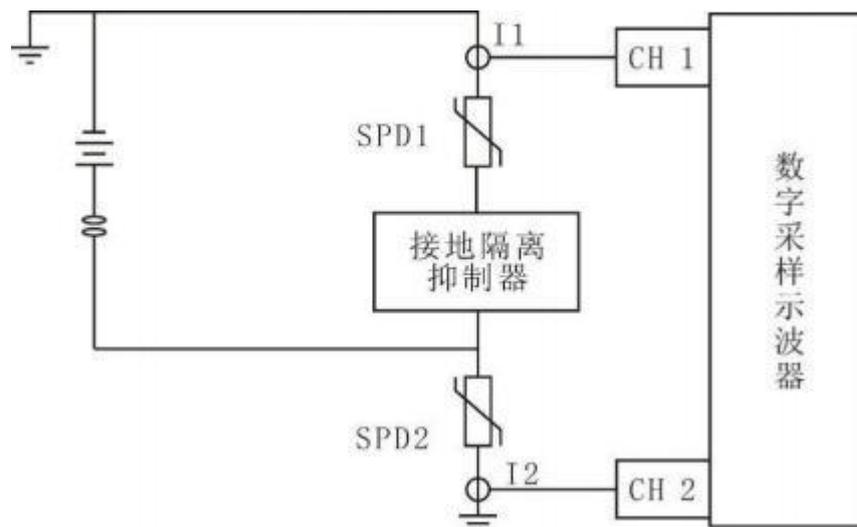 I1
CH 1
SPD1
接地隔离
抑制器
数字采样示波器
SPD2
I2
CH 2